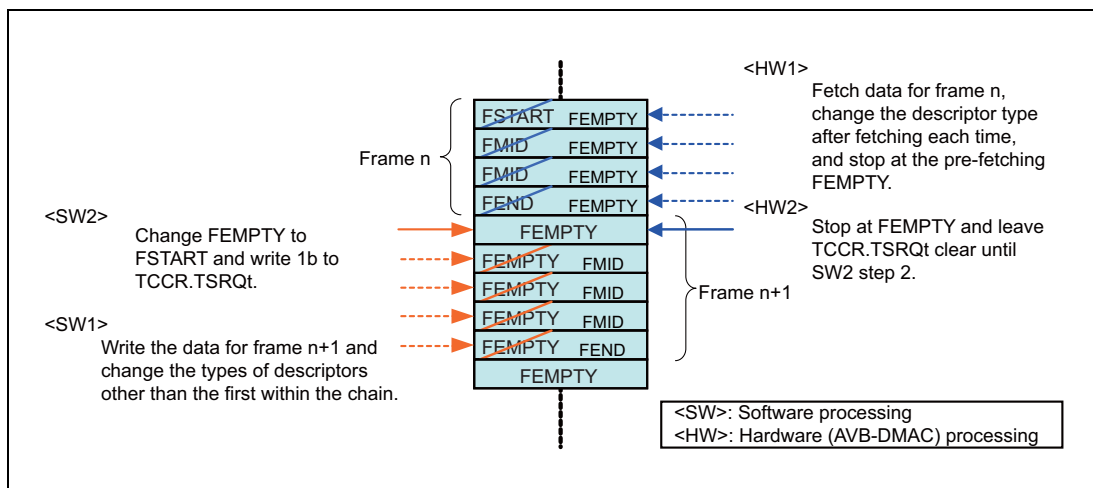 <HW1>
Fetch data for frame n,
change the descriptor type
after fetching each time,
and stop at the pre-fetching
FEMPTY.
FSTART FEMPTY
FMID FEMPTY
Frame n
FMID FEMPTY
FEND FEMPTY
<HW2>
Stop at FEMPTY and leave
TCCR.TSRQt clear until
SW2 step 2.
<SW2>
Change FEMPTY to
FSTART and write 1b to
TCCR.TSRQt.
FEMPTY
FEMPTY FMID
FEMPTY FMID
Frame n+1
FEMPTY FMID
FEMPTY FEND
FEMPTY
<SW1>
Write the data for frame n+1 and
change the types of descriptors
other than the first within the chain.
<SW>: Software processing
<HW>: Hardware (AVB-DMAC) processing